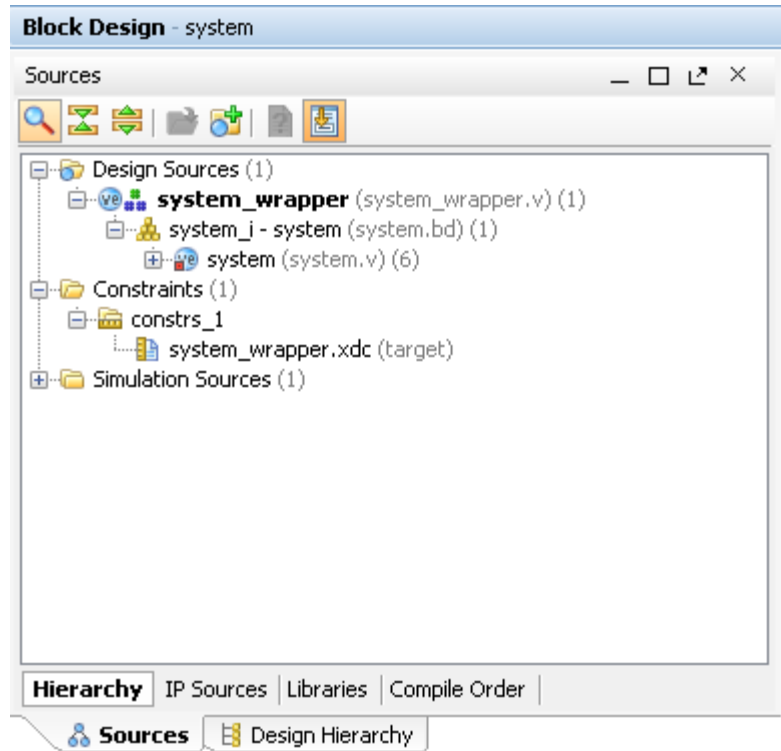 Block Design - system
Sources
Design Sources (1)
system_wrapper (system_wrapper.v) (1)
system_i - system (system.bd) (1)
system (system.v) (6)
Constraints (1)
constrs_1
system_wrapper.xdc (target)
Simulation Sources (1)
Hierarchy IP Sources Libraries Compile Order
Sources Design Hierarchy